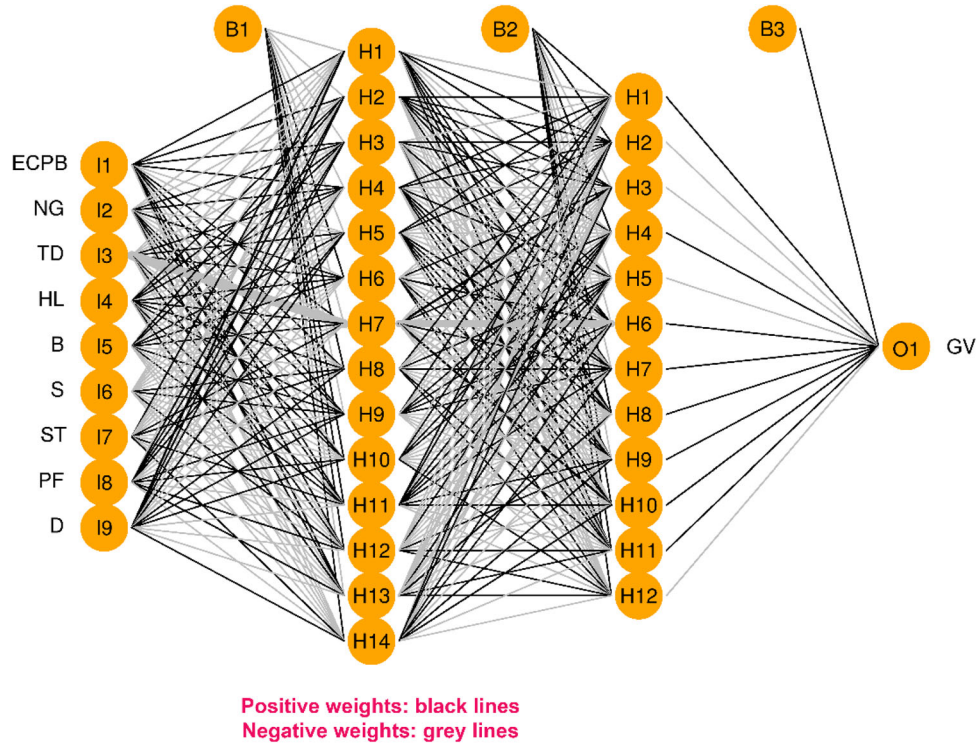 B1
B2
B3
H1
H2
H3
H4
H5
H6
H7
H8
H9
H10
H11
H12
H13
H14
H1
H2
H3
H4
H5
H6
H7
H8
H9
H10
H11
H12
ECPB I1
NG I2
TD I3
HL I4
B I5
S I6
ST I7
PF I8
D I9
O1 GV
Positive weights: black lines
Negative weights: grey lines